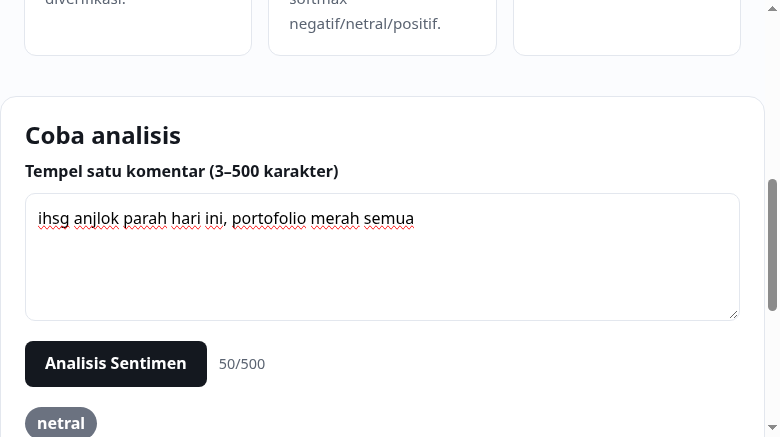 diverifikasi.
softmax
negatif/netral/positif.
Coba analisis
Tempel satu komentar (3–500 karakter)
ihsg anjlok parah hari ini, portofolio merah semua
Analisis Sentimen
50/500
netral